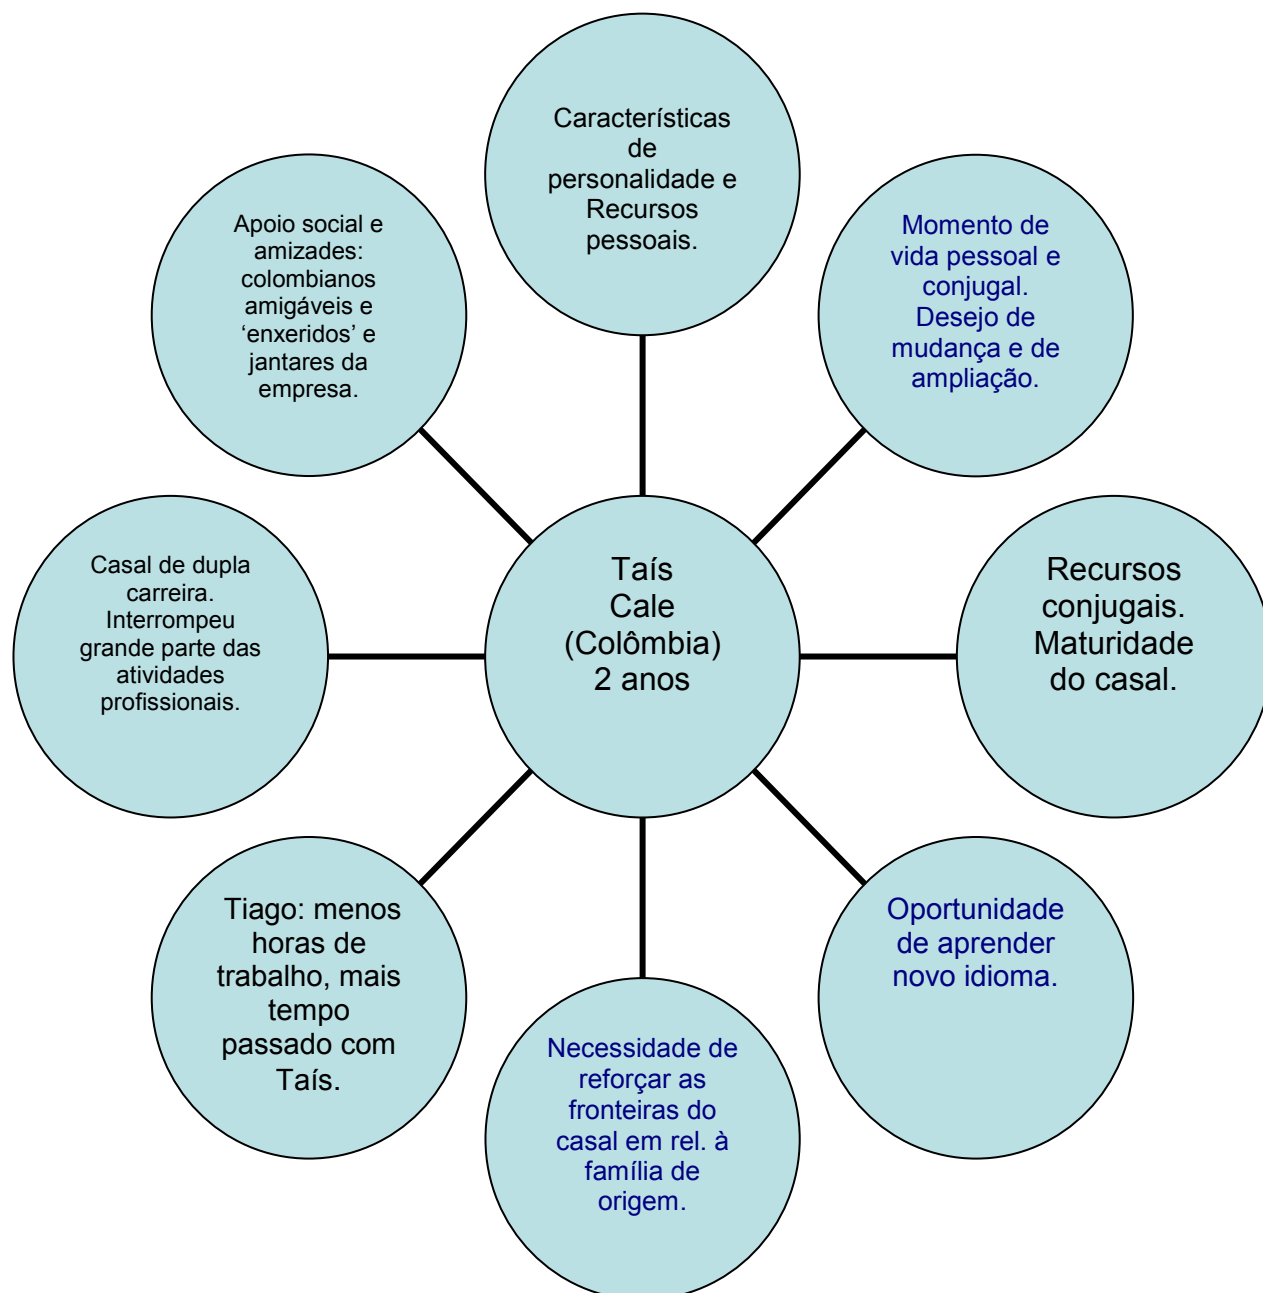 Características
de
personalidade e
Recursos
pessoais.
Momento de
vida pessoal e
conjugal.
Desejo de
mudança e de
ampliação.
Recursos
conjugais.
Maturidade
do casal.
Oportunidade
de aprender
novo idioma.
Necessidade de
reforçar as
fronteiras do
casal em rel. à
família de
origem.
Tiago: menos
horas de
trabalho, mais
tempo
passado com
Taís.
Casal de dupla
carreira.
Interrompeu
grande parte das
atividades
profissionais.
Apoio social e
amizades:
colombianos
amigáveis e
‘enxeridos’ e
jantares da
empresa.
Taís
Cale
(Colômbia)
2 anos